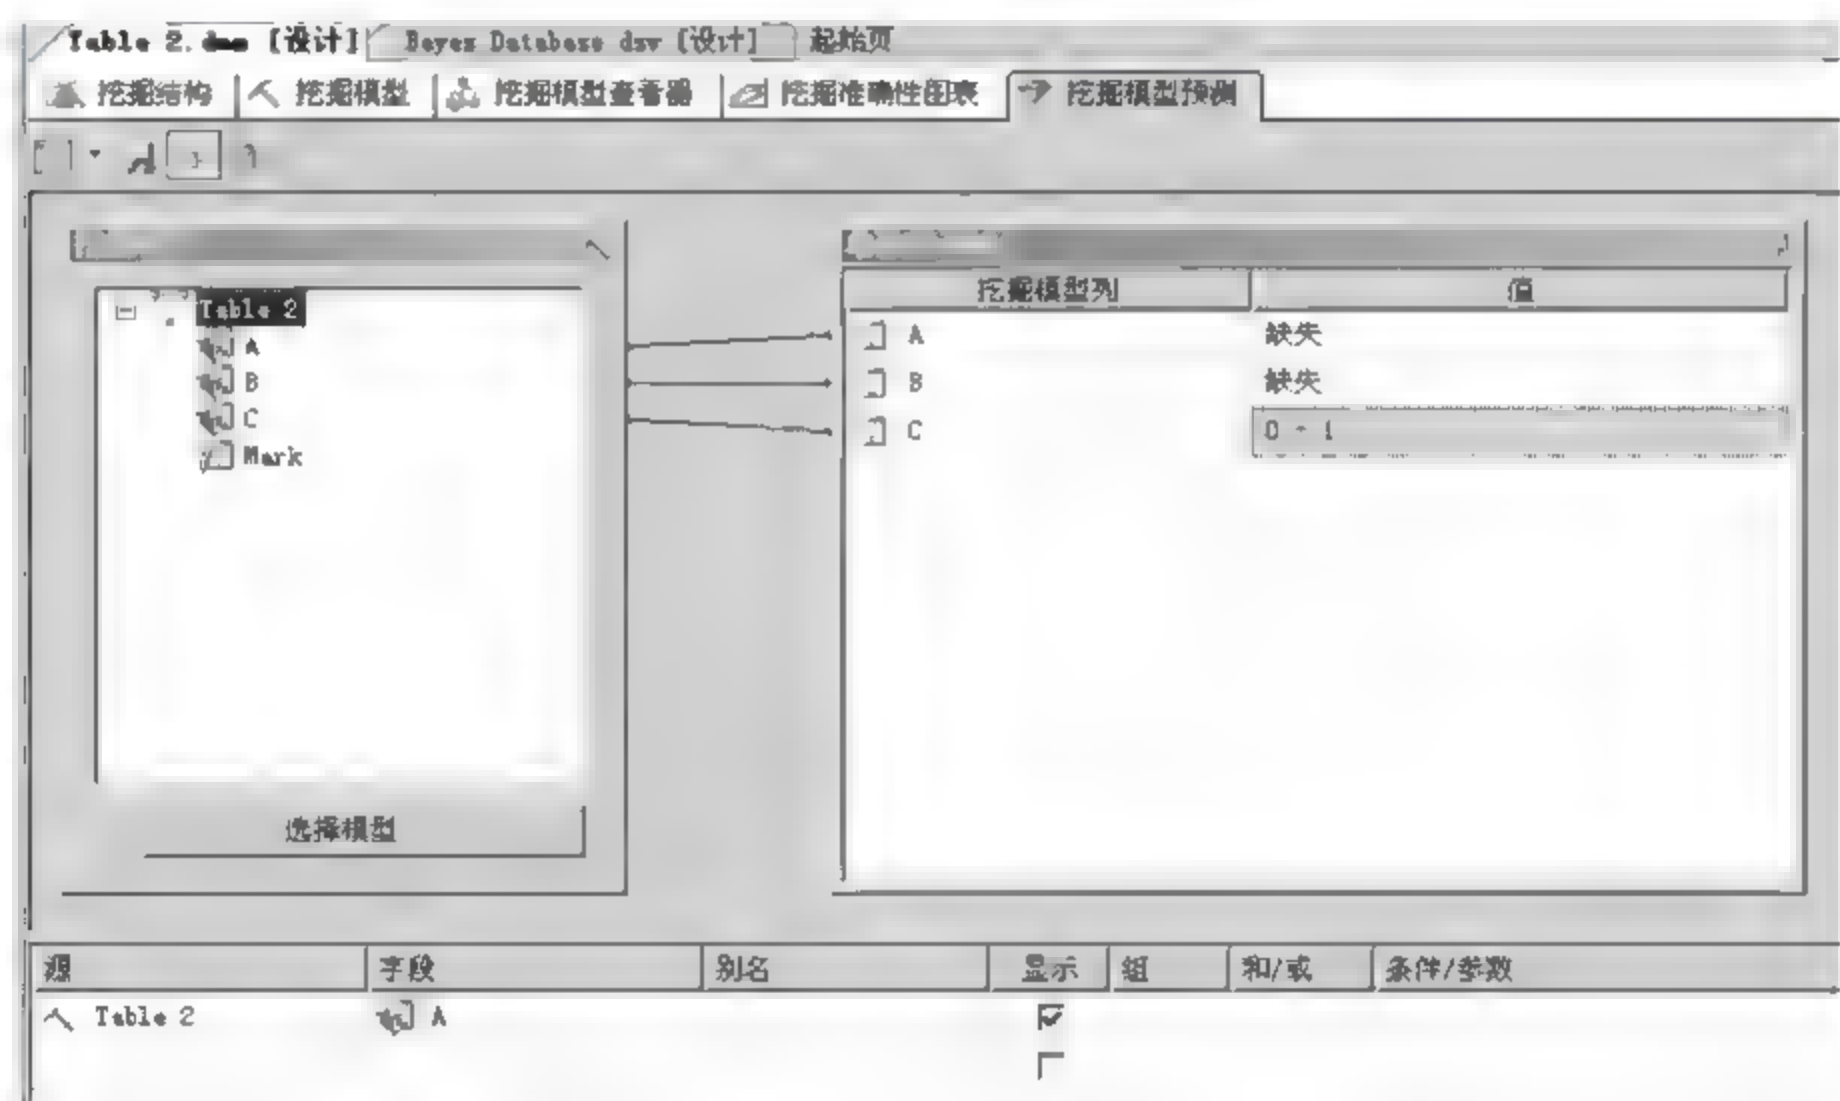 Table 2. dmm [设计] Bayes Database dsv [设计] 起始页
挖掘结构 挖掘模型 挖掘模型查看器 挖掘准确性图表 挖掘模型预测
Table 2
A
B
C
Mark
选择模型
挖掘模型列 值
A 缺失
B 缺失
C 0 - 1
源 字段 别名 显示 组 和/或 条件/参数
Table 2 A